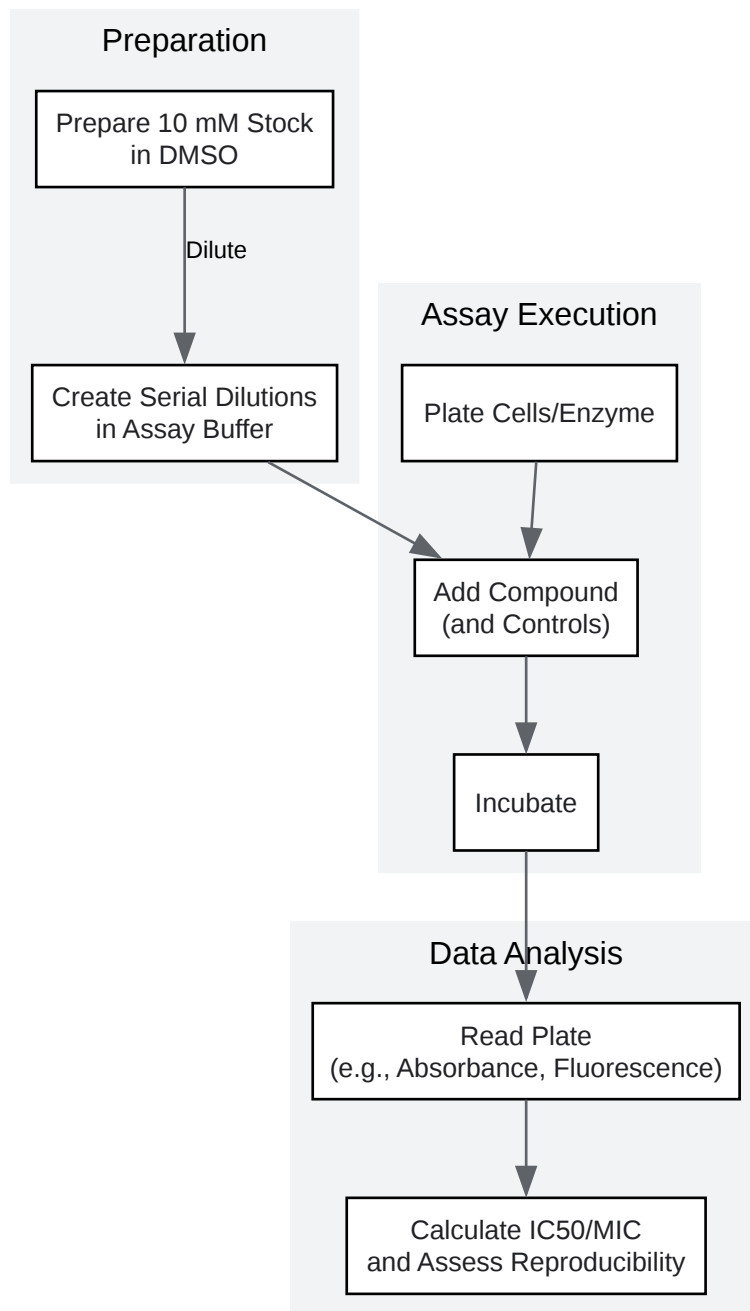 Preparation
Prepare 10 mM Stock
in DMSO
Dilute
Create Serial Dilutions
in Assay Buffer
Assay Execution
Plate Cells/Enzyme
Add Compound
(and Controls)
Incubate
Data Analysis
Read Plate
(e.g., Absorbance, Fluorescence)
Calculate IC50/MIC
and Assess Reproducibility